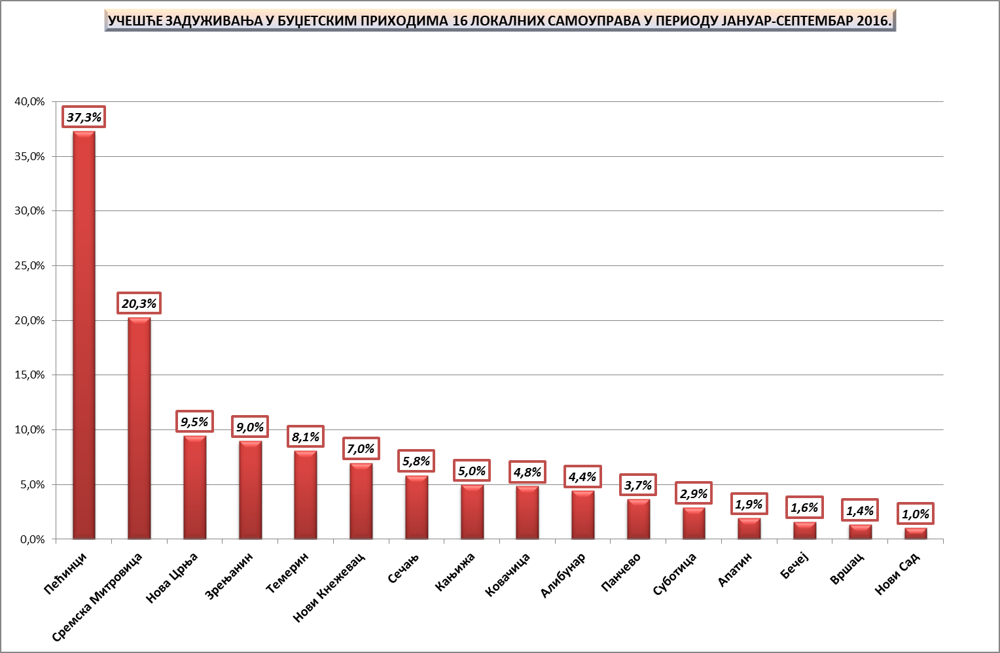 УЧЕШЋЕ ЗАДУЖИВАЊА У БУЏЕТСКИМ ПРИХОДИМА 16 ЛОКАЛНИХ САМОУПРАВА У ПЕРИОДУ ЈАНУАР-СЕПТЕМБАР 2016.
40,0%
35,0%
30,0%
25,0%
20,0%
15,0%
10,0%
5,0%
0,0%
37,3%
20,3%
9,5%
9,0%
8,1%
7,0%
5,8%
5,0%
4,8%
4,4%
3,7%
2,9%
1,9%
1,6%
1,4%
1,0%
Пећинци
Сремска Митровица
Нова Црња
Зрењанин
Темерин
Нови Кнежевац
Сечањ
Кањижа
Ковачица
Алибунар
Панчево
Суботица
Апатин
Бечеј
Вршац
Нови Сад